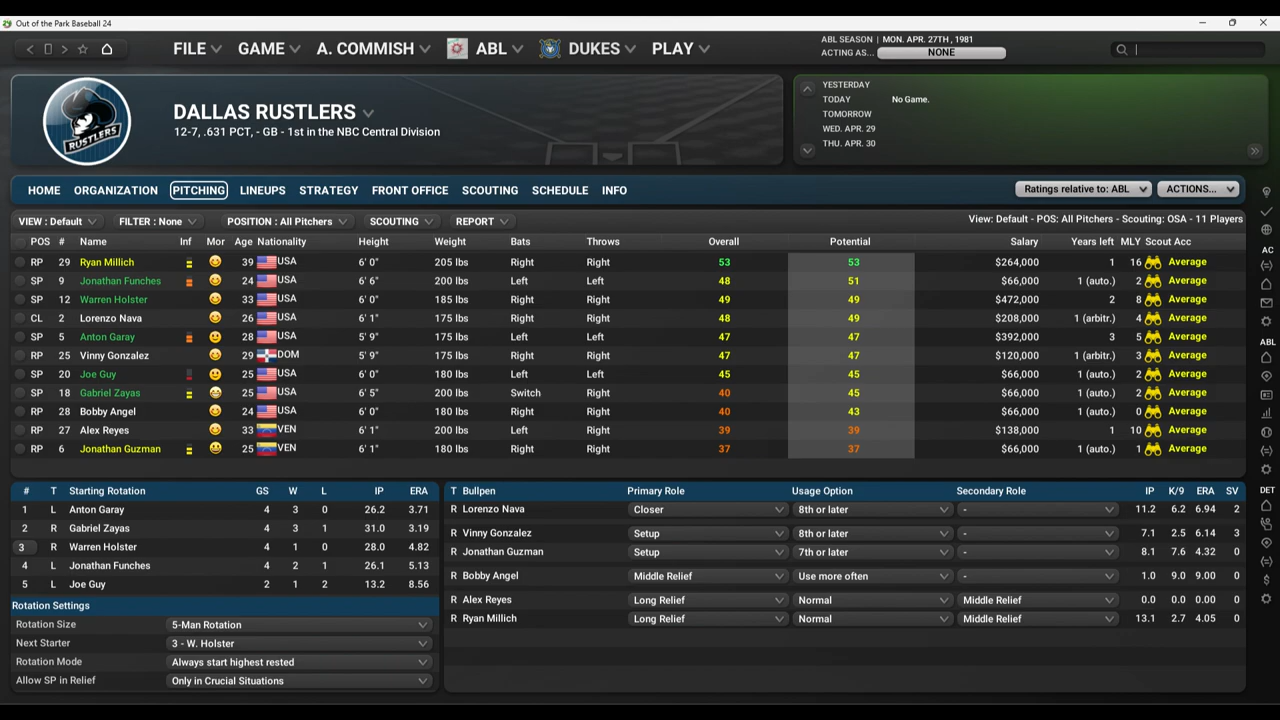 Out of the Park Baseball 24
FILE GAME A. COMMISH ABL DUKES PLAY
ABL SEASON | MON. APR. 27TH, 1981
ACTING AS... NONE
RUSTLERS
DALLAS RUSTLERS
12-7, .631 PCT, - GB - 1st in the NBC Central Division
YESTERDAY
TODAY No Game.
TOMORROW
WED. APR. 29
THU. APR. 30
HOME ORGANIZATION PITCHING LINEUPS STRATEGY FRONT OFFICE SCOUTING SCHEDULE INFO Ratings relative to: ABL ACTIONS...
VIEW : Default FILTER : None POSITION : All Pitchers SCOUTING REPORT View: Default - POS: All Pitchers - Scouting: OSA - 11 Players
POS # Name Inf Mor Age Nationality Height Weight Bats Throws Overall Potential Salary Years left MLY Scout Acc
RP 29 Ryan Millich 39 USA 6' 0" 205 lbs Right Right 53 53 $264,000 1 16 Average
SP 9 Jonathan Funches 24 USA 6' 6" 200 lbs Left Left 48 51 $66,000 1 (auto.) 2 Average
SP 12 Warren Holster 33 USA 6' 0" 185 lbs Right Right 49 49 $472,000 2 8 Average
CL 2 Lorenzo Nava 26 USA 6' 1" 175 lbs Right Right 48 49 $208,000 1 (arbitr.) 4 Average
SP 5 Anton Garay 28 USA 5' 9" 175 lbs Left Left 47 47 $392,000 3 5 Average
RP 25 Vinny Gonzalez 29 DOM 5' 9" 175 lbs Right Right 47 47 $120,000 1 (arbitr.) 3 Average
SP 20 Joe Guy 25 USA 6' 0" 180 lbs Left Left 45 45 $66,000 1 (auto.) 2 Average
SP 18 Gabriel Zayas 25 USA 6' 5" 200 lbs Switch Right 40 45 $66,000 1 (auto.) 2 Average
RP 28 Bobby Angel 24 USA 6' 0" 180 lbs Right Right 40 43 $66,000 1 (auto.) 0 Average
RP 27 Alex Reyes 33 VEN 6' 1" 200 lbs Left Right 39 39 $138,000 1 10 Average
RP 6 Jonathan Guzman 25 VEN 6' 1" 180 lbs Right Right 37 37 $66,000 1 (auto.) 1 Average
# T Starting Rotation GS W L IP ERA
1 L Anton Garay 4 3 0 26.2 3.71
2 R Gabriel Zayas 4 3 1 31.0 3.19
3 R Warren Holster 4 1 0 28.0 4.82
4 L Jonathan Funches 4 2 1 26.1 5.13
5 L Joe Guy 2 1 2 13.2 8.56
Rotation Settings
Rotation Size 5-Man Rotation
Next Starter 3 - W. Holster
Rotation Mode Always start highest rested
Allow SP in Relief Only in Crucial Situations
T Bullpen Primary Role Usage Option Secondary Role IP K/9 ERA SV
R Lorenzo Nava Closer 8th or later - 11.2 6.2 6.94 2
R Vinny Gonzalez Setup 8th or later - 7.1 2.5 6.14 3
R Jonathan Guzman Setup 7th or later - 8.1 7.6 4.32 0
R Bobby Angel Middle Relief Use more often - 1.0 9.0 9.00 0
R Alex Reyes Long Relief Normal Middle Relief 0.0 0.0 0.00 0
R Ryan Millich Long Relief Normal Middle Relief 13.1 2.7 4.05 0
AC
ABL
DET